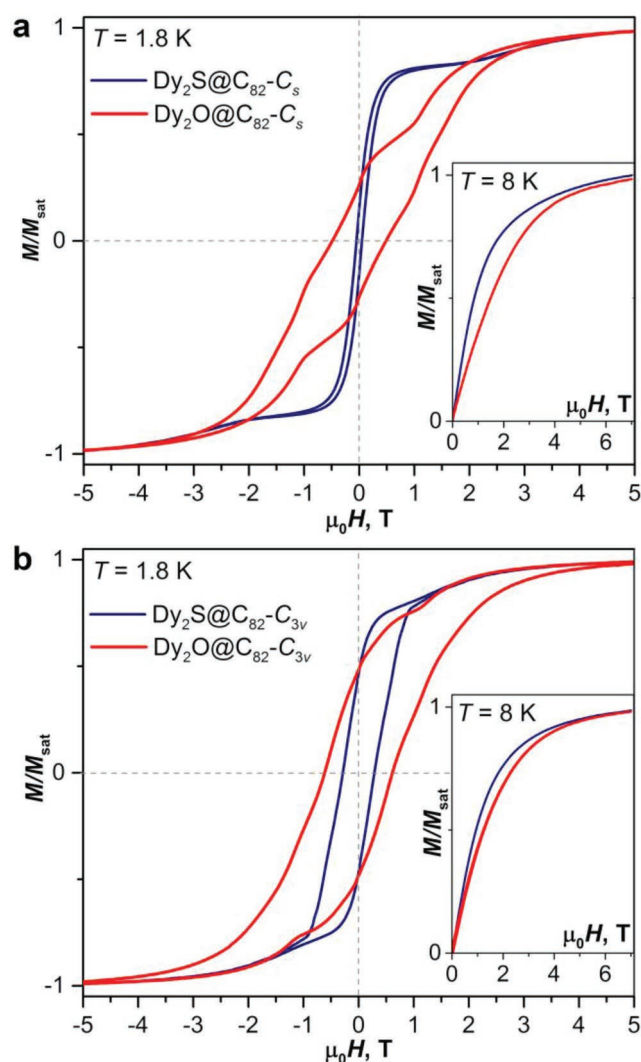 a
T = 1.8 K
Dy₂S@C₈₂-Cₛ
Dy₂O@C₈₂-Cₛ
M/Mₛₐₜ
1
0
-1
T = 8 K
M/Mₛₐₜ
1
0
μ₀H, T
0 2 4 6
-5 -4 -3 -2 -1 0 1 2 3 4 5
μ₀H, T
b
T = 1.8 K
Dy₂S@C₈₂-C₃ᵥ
Dy₂O@C₈₂-C₃ᵥ
M/Mₛₐₜ
1
0
-1
T = 8 K
M/Mₛₐₜ
1
0
μ₀H, T
0 2 4 6
-5 -4 -3 -2 -1 0 1 2 3 4 5
μ₀H, T